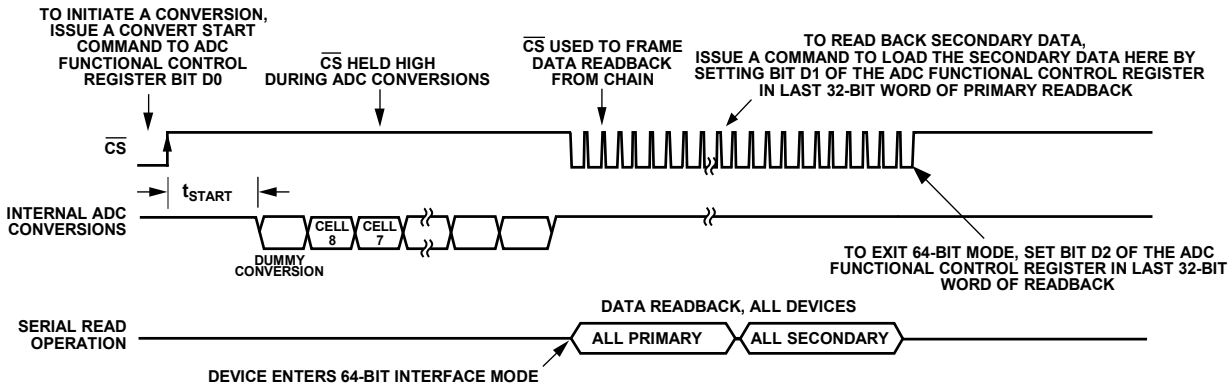 TO INITIATE A CONVERSION,
ISSUE A CONVERT START
COMMAND TO ADC
FUNCTIONAL CONTROL
REGISTER BIT D0
CS HELD HIGH
DURING ADC CONVERSIONS
CS USED TO FRAME
DATA READBACK
FROM CHAIN
TO READ BACK SECONDARY DATA,
ISSUE A COMMAND TO LOAD THE SECONDARY DATA HERE BY
SETTING BIT D1 OF THE ADC FUNCTIONAL CONTROL REGISTER
IN LAST 32-BIT WORD OF PRIMARY READBACK
CS
tSTART
INTERNAL ADC
CONVERSIONS
CELL
8
CELL
7
DUMMY
CONVERSION
TO EXIT 64-BIT MODE, SET BIT D2 OF THE ADC
FUNCTIONAL CONTROL REGISTER IN LAST 32-BIT
WORD OF READBACK
DATA READBACK, ALL DEVICES
SERIAL READ
OPERATION
ALL PRIMARY
ALL SECONDARY
DEVICE ENTERS 64-BIT INTERFACE MODE